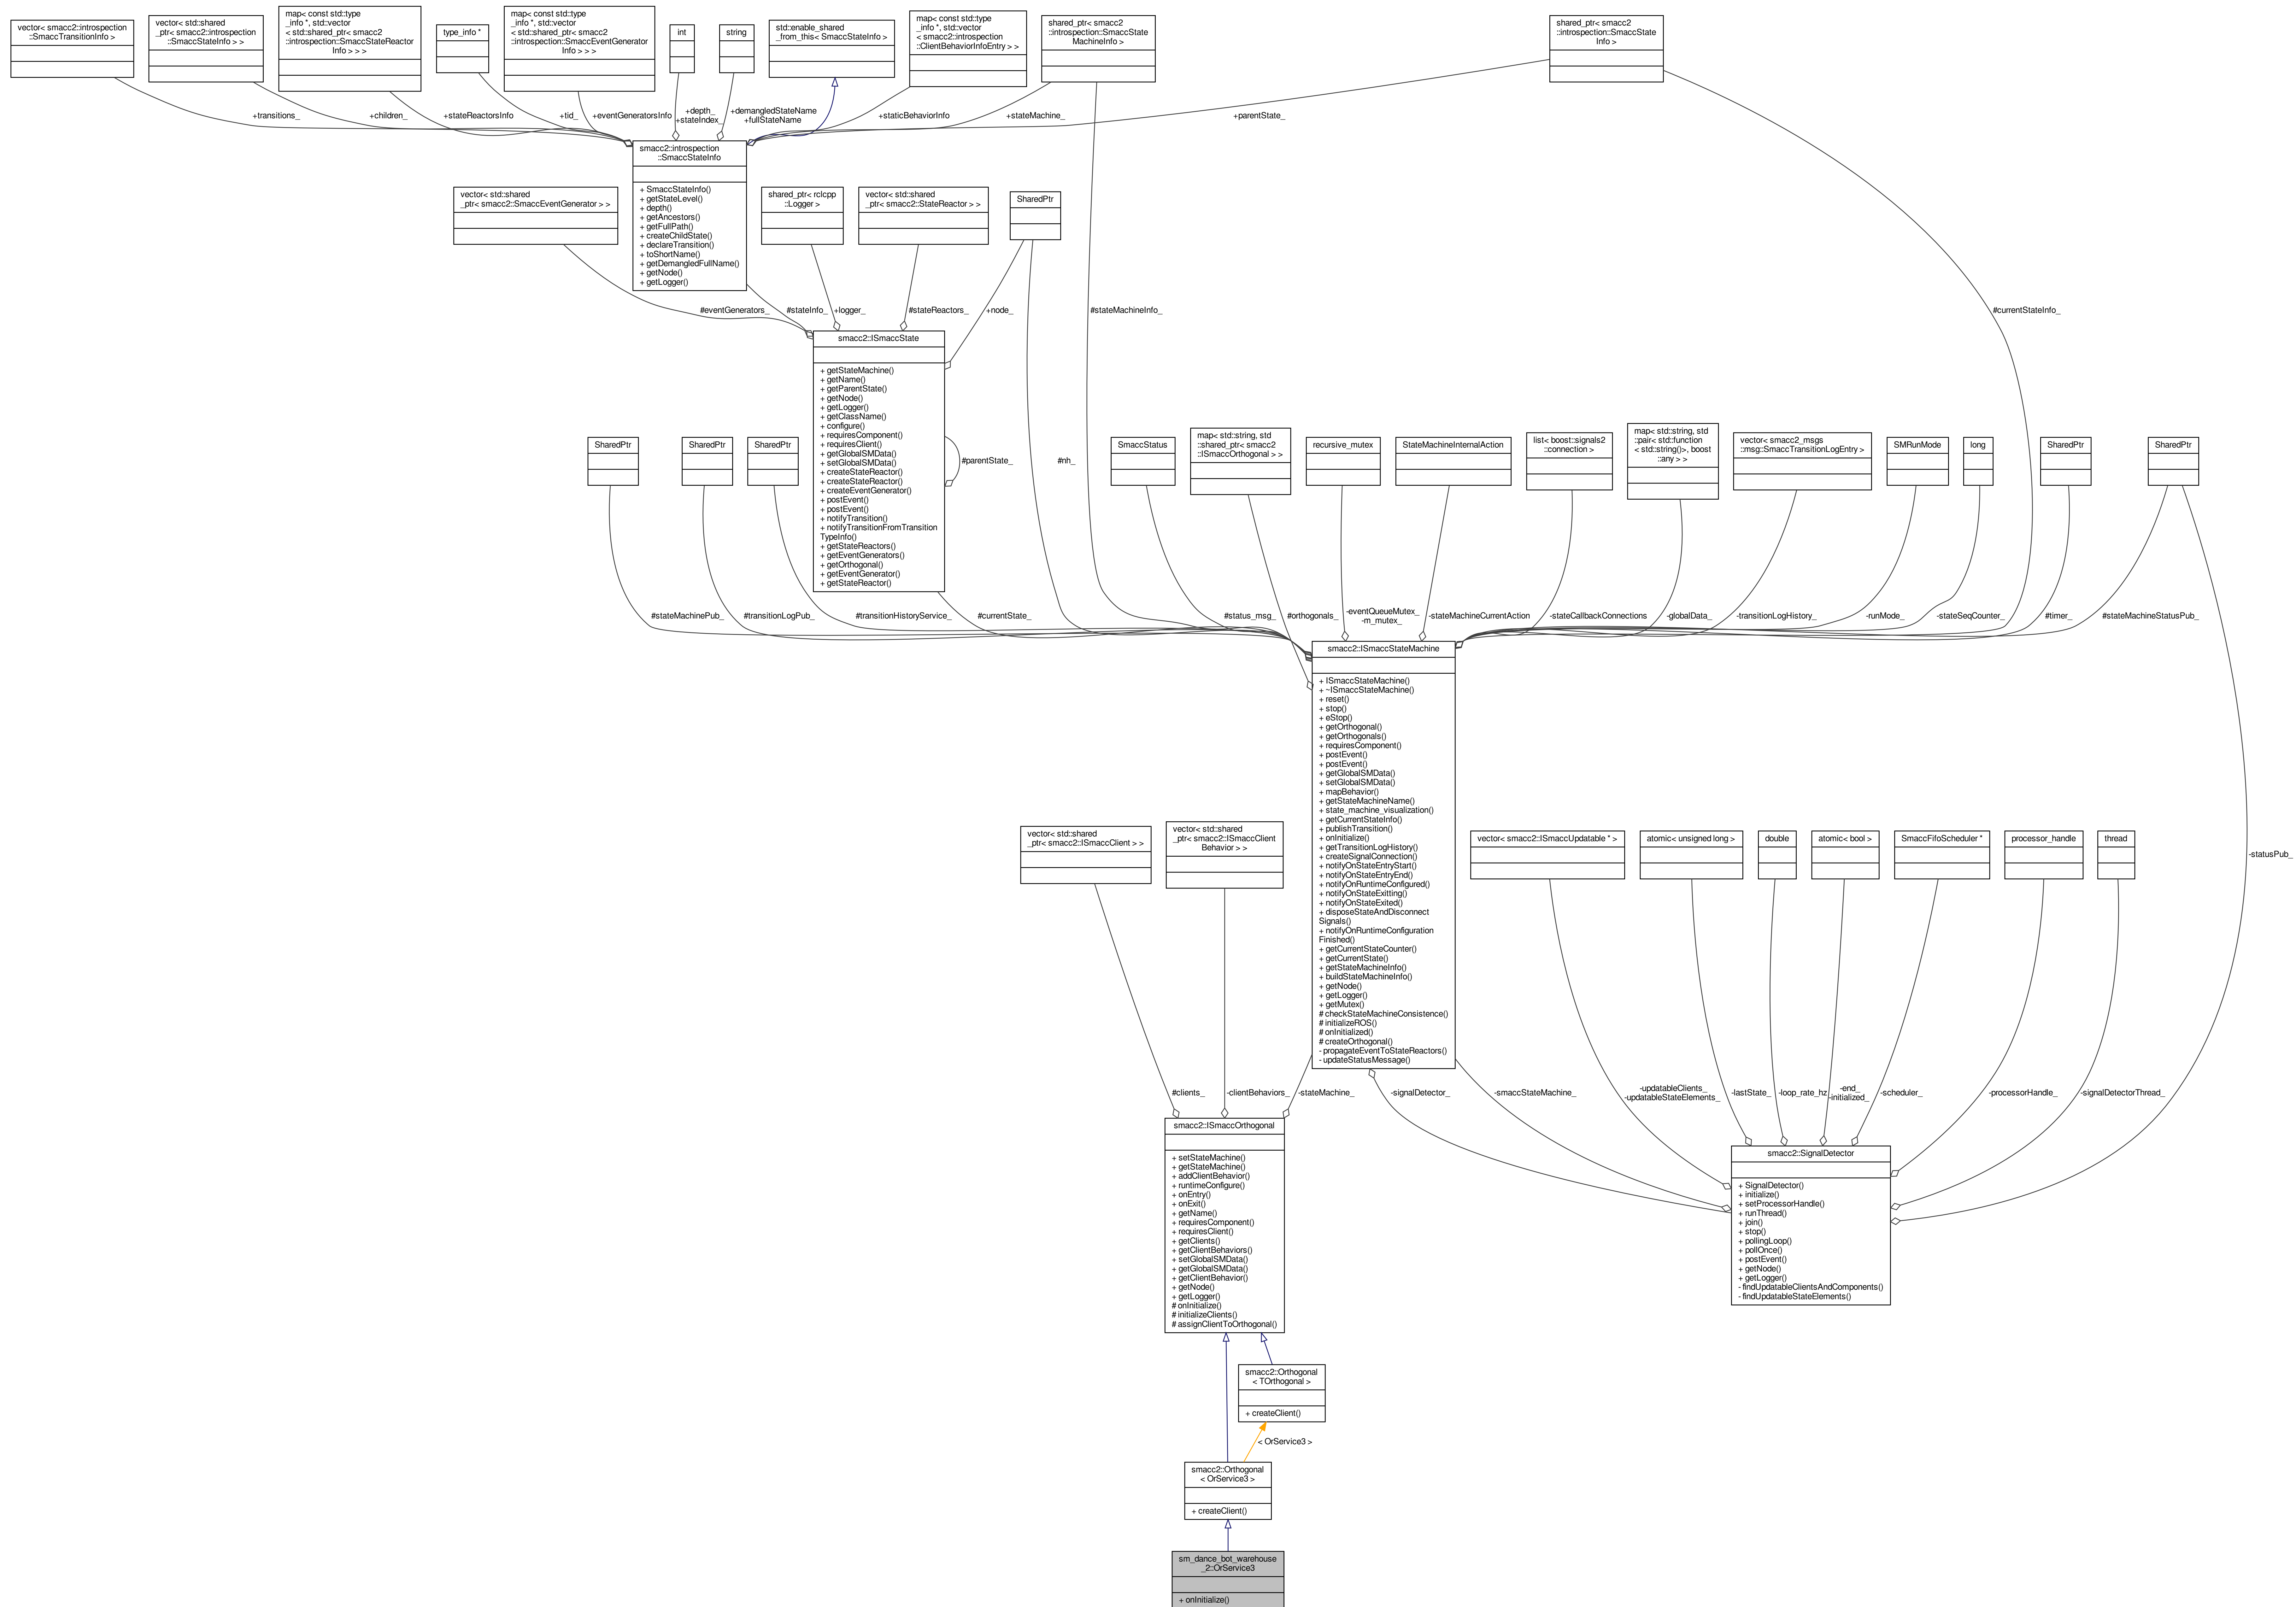 vector< smacc2::introspection
::SmaccTransitionInfo >
vector< std::shared
_ptr< smacc2::introspection
::SmaccStateInfo > >
map< const std::type
_info *, std::vector
< std::shared_ptr< smacc2
::introspection::SmaccStateReactor
Info > > >
type_info *
map< const std::type
_info *, std::vector
< std::shared_ptr< smacc2
::introspection::SmaccEventGenerator
Info > > >
int
string
std::enable_shared
_from_this< SmaccStateInfo >
map< const std::type
_info *, std::vector
< smacc2::introspection
::ClientBehaviorInfoEntry > >
shared_ptr< smacc2
::introspection::SmaccState
MachineInfo >
shared_ptr< smacc2
::introspection::SmaccState
Info >
+transitions_
+children_
+stateReactorsInfo
+tid_
+eventGeneratorsInfo
+depth_
+stateIndex_
+demangledStateName
+fullStateName
+staticBehaviorInfo
+stateMachine_
+parentState_
smacc2::introspection
::SmaccStateInfo
+ SmaccStateInfo()
+ getStateLevel()
+ depth()
+ getAncestors()
+ getFullPath()
+ createChildState()
+ declareTransition()
+ toShortName()
+ getDemangledFullName()
+ getNode()
+ getLogger()
vector< std::shared
_ptr< smacc2::SmaccEventGenerator > >
shared_ptr< rclcpp
::Logger >
vector< std::shared
_ptr< smacc2::StateReactor > >
SharedPtr
#eventGenerators_
#stateInfo_
+logger_
#stateReactors_
+node_
#stateMachineInfo_
#currentStateInfo_
smacc2::ISmaccState
+ getStateMachine()
+ getName()
+ getParentState()
+ getNode()
+ getLogger()
+ getClassName()
+ configure()
+ requiresComponent()
+ requiresClient()
+ getGlobalSMData()
+ setGlobalSMData()
+ createStateReactor()
+ createStateReactor()
+ createEventGenerator()
+ postEvent()
+ postEvent()
+ notifyTransition()
+ notifyTransitionFromTransition
TypeInfo()
+ getStateReactors()
+ getEventGenerators()
+ getOrthogonal()
+ getEventGenerator()
+ getStateReactor()
#parentState_
#nh_
SharedPtr
SharedPtr
SharedPtr
SmaccStatus
map< std::string, std
::shared_ptr< smacc2
::ISmaccOrthogonal > >
recursive_mutex
StateMachineInternalAction
list< boost::signals2
::connection >
map< std::string, std
::pair< std::function
< std::string()>, boost
::any > >
vector< smacc2_msgs
::msg::SmaccTransitionLogEntry >
SMRunMode
long
SharedPtr
SharedPtr
#stateMachinePub_
#transitionLogPub_
#transitionHistoryService_
#currentState_
#status_msg_
#orthogonals_
-eventQueueMutex_
-m_mutex_
-stateMachineCurrentAction
-stateCallbackConnections
-globalData_
-transitionLogHistory_
-runMode_
-stateSeqCounter_
#timer_
#stateMachineStatusPub_
smacc2::ISmaccStateMachine
+ ISmaccStateMachine()
+ ~ISmaccStateMachine()
+ reset()
+ stop()
+ eStop()
+ getOrthogonal()
+ getOrthogonals()
+ requiresComponent()
+ postEvent()
+ postEvent()
+ getGlobalSMData()
+ setGlobalSMData()
+ mapBehavior()
+ getStateMachineName()
+ state_machine_visualization()
+ getCurrentStateInfo()
+ publishTransition()
+ onInitialize()
+ getTransitionLogHistory()
+ createSignalConnection()
+ notifyOnStateEntryStart()
+ notifyOnStateEntryEnd()
+ notifyOnRuntimeConfigured()
+ notifyOnStateExitting()
+ notifyOnStateExited()
+ disposeStateAndDisconnect
Signals()
+ notifyOnRuntimeConfiguration
Finished()
+ getCurrentStateCounter()
+ getCurrentState()
+ getStateMachineInfo()
+ buildStateMachineInfo()
+ getNode()
+ getLogger()
+ getMutex()
# checkStateMachineConsistence()
# initializeROS()
# onInitialized()
# createOrthogonal()
- propagateEventToStateReactors()
- updateStatusMessage()
vector< std::shared
_ptr< smacc2::ISmaccClient > >
vector< std::shared
_ptr< smacc2::ISmaccClient
Behavior > >
vector< smacc2::ISmaccUpdatable * >
atomic< unsigned long >
double
atomic< bool >
SmaccFifoScheduler *
processor_handle
thread
-statusPub_
#clients_
-clientBehaviors_
-stateMachine_
-signalDetector_
-smaccStateMachine_
-updatableClients_
-updatableStateElements_
-lastState_
-loop_rate_hz
-end_
-initialized_
-scheduler_
-processorHandle_
-signalDetectorThread_
smacc2::ISmaccOrthogonal
+ setStateMachine()
+ getStateMachine()
+ addClientBehavior()
+ runtimeConfigure()
+ onEntry()
+ onExit()
+ getName()
+ requiresComponent()
+ requiresClient()
+ getClients()
+ getClientBehaviors()
+ setGlobalSMData()
+ getGlobalSMData()
+ getClientBehavior()
+ getNode()
+ getLogger()
# onInitialize()
# initializeClients()
# assignClientToOrthogonal()
smacc2::SignalDetector
+ SignalDetector()
+ initialize()
+ setProcessorHandle()
+ runThread()
+ join()
+ stop()
+ pollingLoop()
+ pollOnce()
+ postEvent()
+ getNode()
+ getLogger()
- findUpdatableClientsAndComponents()
- findUpdatableStateElements()
smacc2::Orthogonal
< TOrthogonal >
+ createClient()
< OrService3 >
smacc2::Orthogonal
< OrService3 >
+ createClient()
sm_dance_bot_warehouse
_2::OrService3
+ onInitialize()